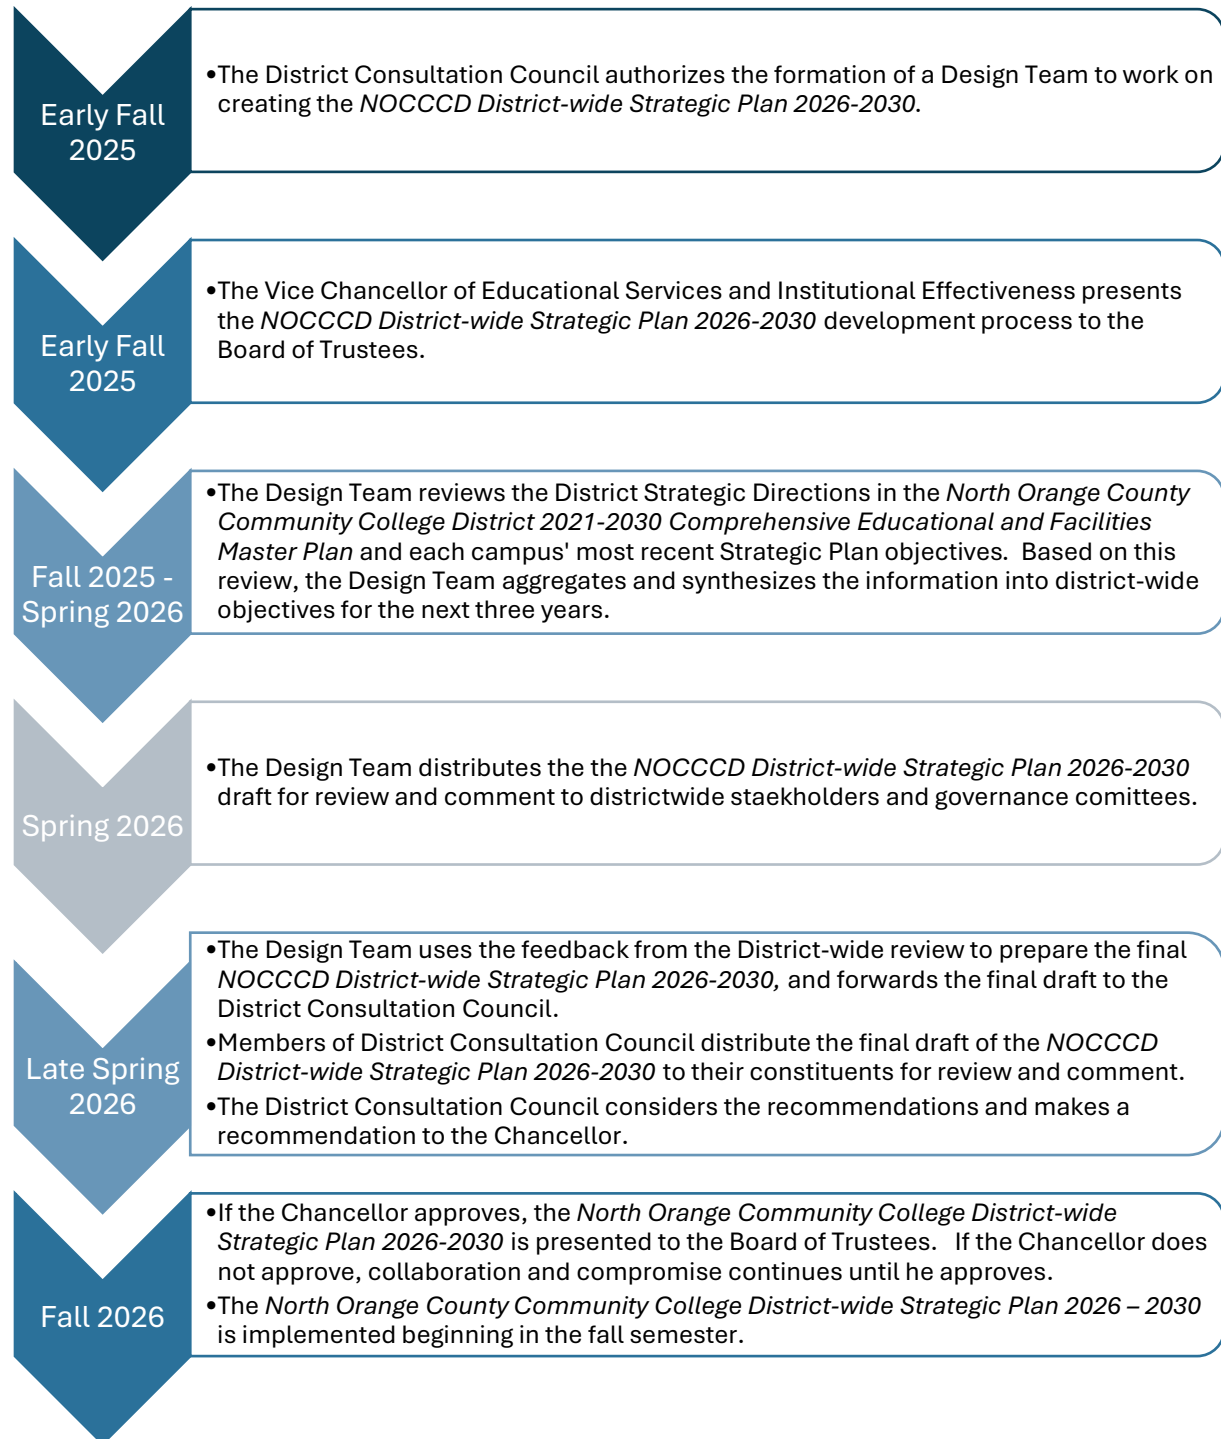 Early Fall
2025
•The District Consultation Council authorizes the formation of a Design Team to work on
creating the NOCCCD District-wide Strategic Plan 2026-2030.
Early Fall
2025
•The Vice Chancellor of Educational Services and Institutional Effectiveness presents
the NOCCCD District-wide Strategic Plan 2026-2030 development process to the
Board of Trustees.
Fall 2025 -
Spring 2026
•The Design Team reviews the District Strategic Directions in the North Orange County
Community College District 2021-2030 Comprehensive Educational and Facilities
Master Plan and each campus' most recent Strategic Plan objectives.  Based on this
review, the Design Team aggregates and synthesizes the information into district-wide
objectives for the next three years.
Spring 2026
•The Design Team distributes the the NOCCCD District-wide Strategic Plan 2026-2030
draft for review and comment to districtwide staekholders and governance comittees.
Late Spring
2026
•The Design Team uses the feedback from the District-wide review to prepare the final
NOCCCD District-wide Strategic Plan 2026-2030, and forwards the final draft to the
District Consultation Council.
•Members of District Consultation Council distribute the final draft of the NOCCCD
District-wide Strategic Plan 2026-2030 to their constituents for review and comment.
•The District Consultation Council considers the recommendations and makes a
recommendation to the Chancellor.
Fall 2026
•If the Chancellor approves, the North Orange Community College District-wide
Strategic Plan 2026-2030 is presented to the Board of Trustees.   If the Chancellor does
not approve, collaboration and compromise continues until he approves.
•The North Orange County Community College District-wide Strategic Plan 2026 – 2030
is implemented beginning in the fall semester.